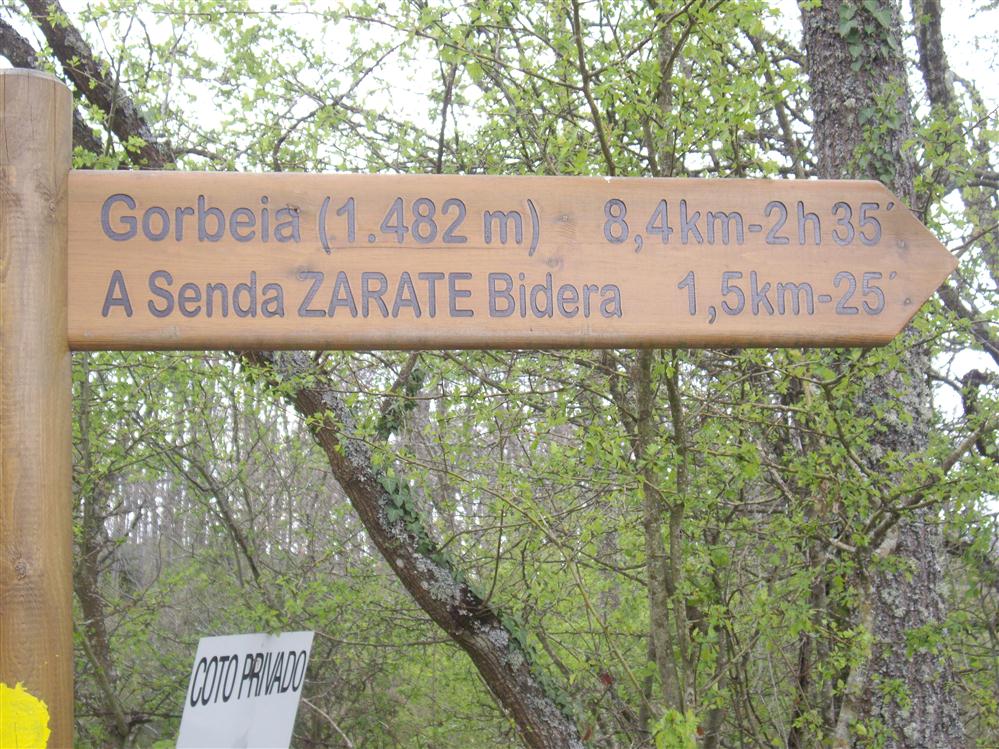 Gorbeia (1.482 m) 8,4km-2h 35´
A Senda ZARATE Bidera 1,5km-25´
COTO PRIVADO